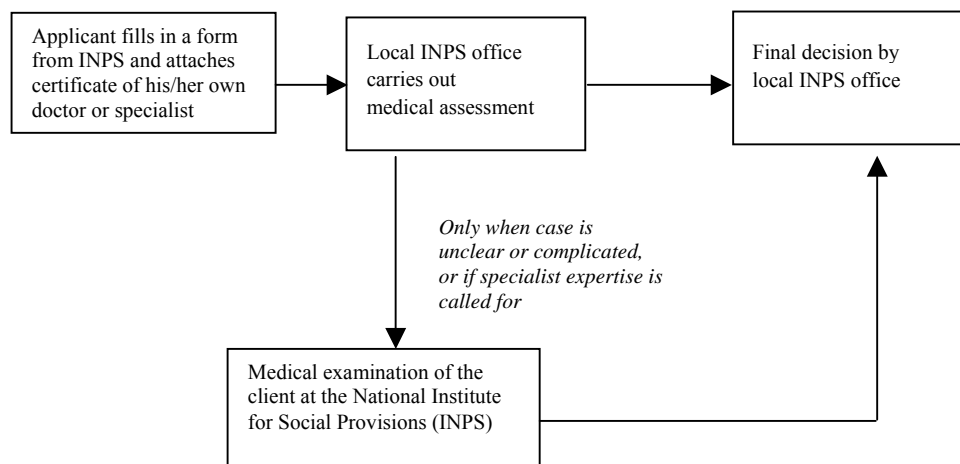 Applicant fills in a form
from INPS and attaches
certificate of his/her own
doctor or specialist
Local INPS office
carries out
medical assessment
Final decision by
local INPS office
Only when case is
unclear or complicated,
or if specialist expertise is
called for
Medical examination of the
client at the National Institute
for Social Provisions (INPS)